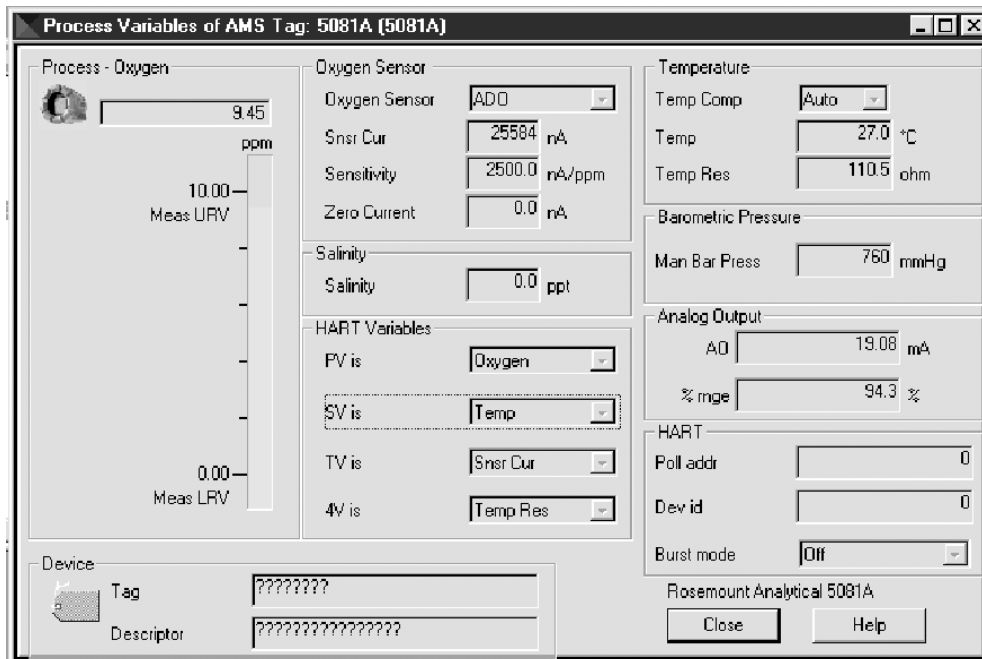 Process Variables of AMS Tag: 5081A (5081A)
Process - Oxygen
9.45
ppm
10.00
Meas URV
0.00
Meas LRV
Oxygen Sensor
Oxygen Sensor ADO
Snsr Cur 25584 nA
Sensitivity 2500.0 nA/ppm
Zero Current 0.0 nA
Salinity
Salinity 0.0 ppt
HART Variables
PV is Oxygen
SV is Temp
TV is Snsr Cur
4V is Temp Res
Temperature
Temp Comp Auto
Temp 27.0 °C
Temp Res 110.5 ohm
Barometric Pressure
Man Bar Press 760 mmHg
Analog Output
AO 19.08 mA
% rnge 94.3 %
HART
Poll addr 0
Dev id 0
Burst mode Off
Device
Tag ????????
Descriptor ????????????????
Rosemount Analytical 5081A
Close Help